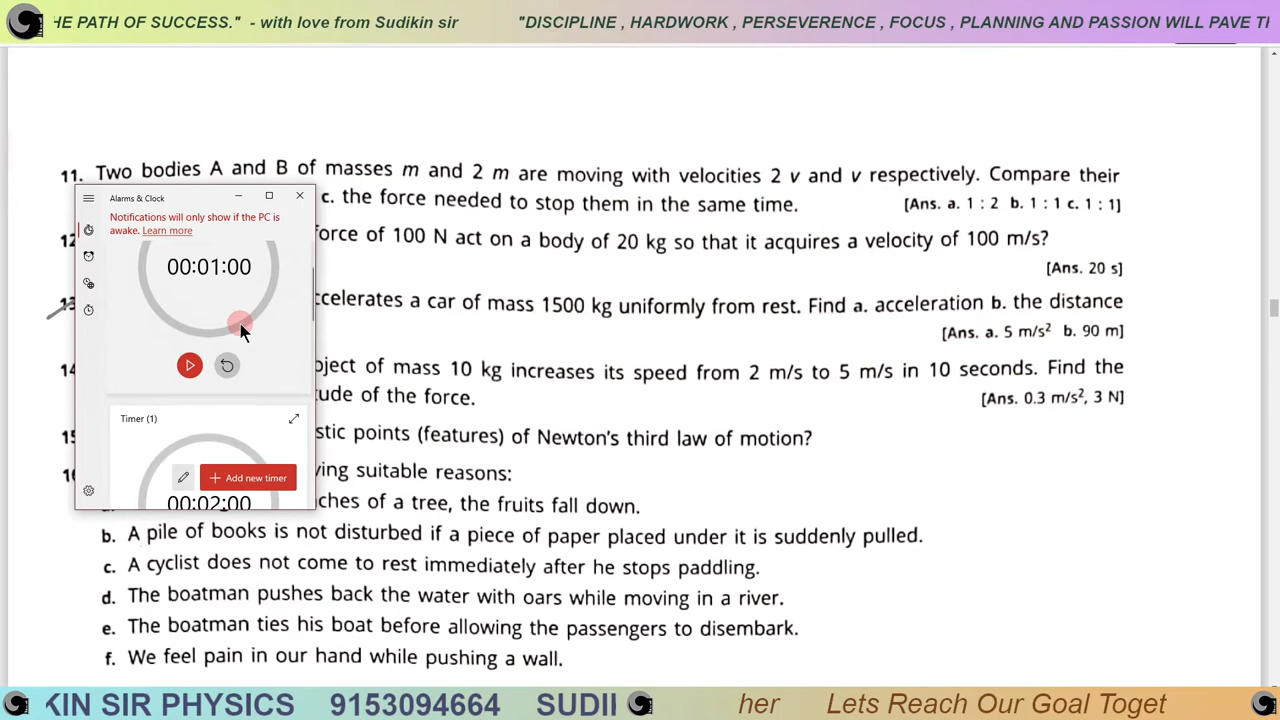 HE PATH OF SUCCESS." - with love from Sudikin sir "DISCIPLINE , HARDWORK , PERSEVERENCE , FOCUS , PLANNING AND PASSION WILL PAVE T
11. Two bodies A and B of masses m and 2 m are moving with velocities 2 v and v respectively. Compare their
c. the force needed to stop them in the same time. [Ans. a. 1 : 2 b. 1 : 1 c. 1 : 1]
12 force of 100 N act on a body of 20 kg so that it acquires a velocity of 100 m/s?
[Ans. 20 s]
13 ccelerates a car of mass 1500 kg uniformly from rest. Find a. acceleration b. the distance
[Ans. a. 5 m/s² b. 90 m]
14 bject of mass 10 kg increases its speed from 2 m/s to 5 m/s in 10 seconds. Find the
tude of the force. [Ans. 0.3 m/s², 3 N]
15 stic points (features) of Newton's third law of motion?
16 ving suitable reasons:
ches of a tree, the fruits fall down.
b. A pile of books is not disturbed if a piece of paper placed under it is suddenly pulled.
c. A cyclist does not come to rest immediately after he stops paddling.
d. The boatman pushes back the water with oars while moving in a river.
e. The boatman ties his boat before allowing the passengers to disembark.
f. We feel pain in our hand while pushing a wall.
Alarms & Clock
Notifications will only show if the PC is
awake. Learn more
00:01:00
Timer (1)
Add new timer
00:02:00
KIN SIR PHYSICS 9153094664 SUDI her Lets Reach Our Goal Toget